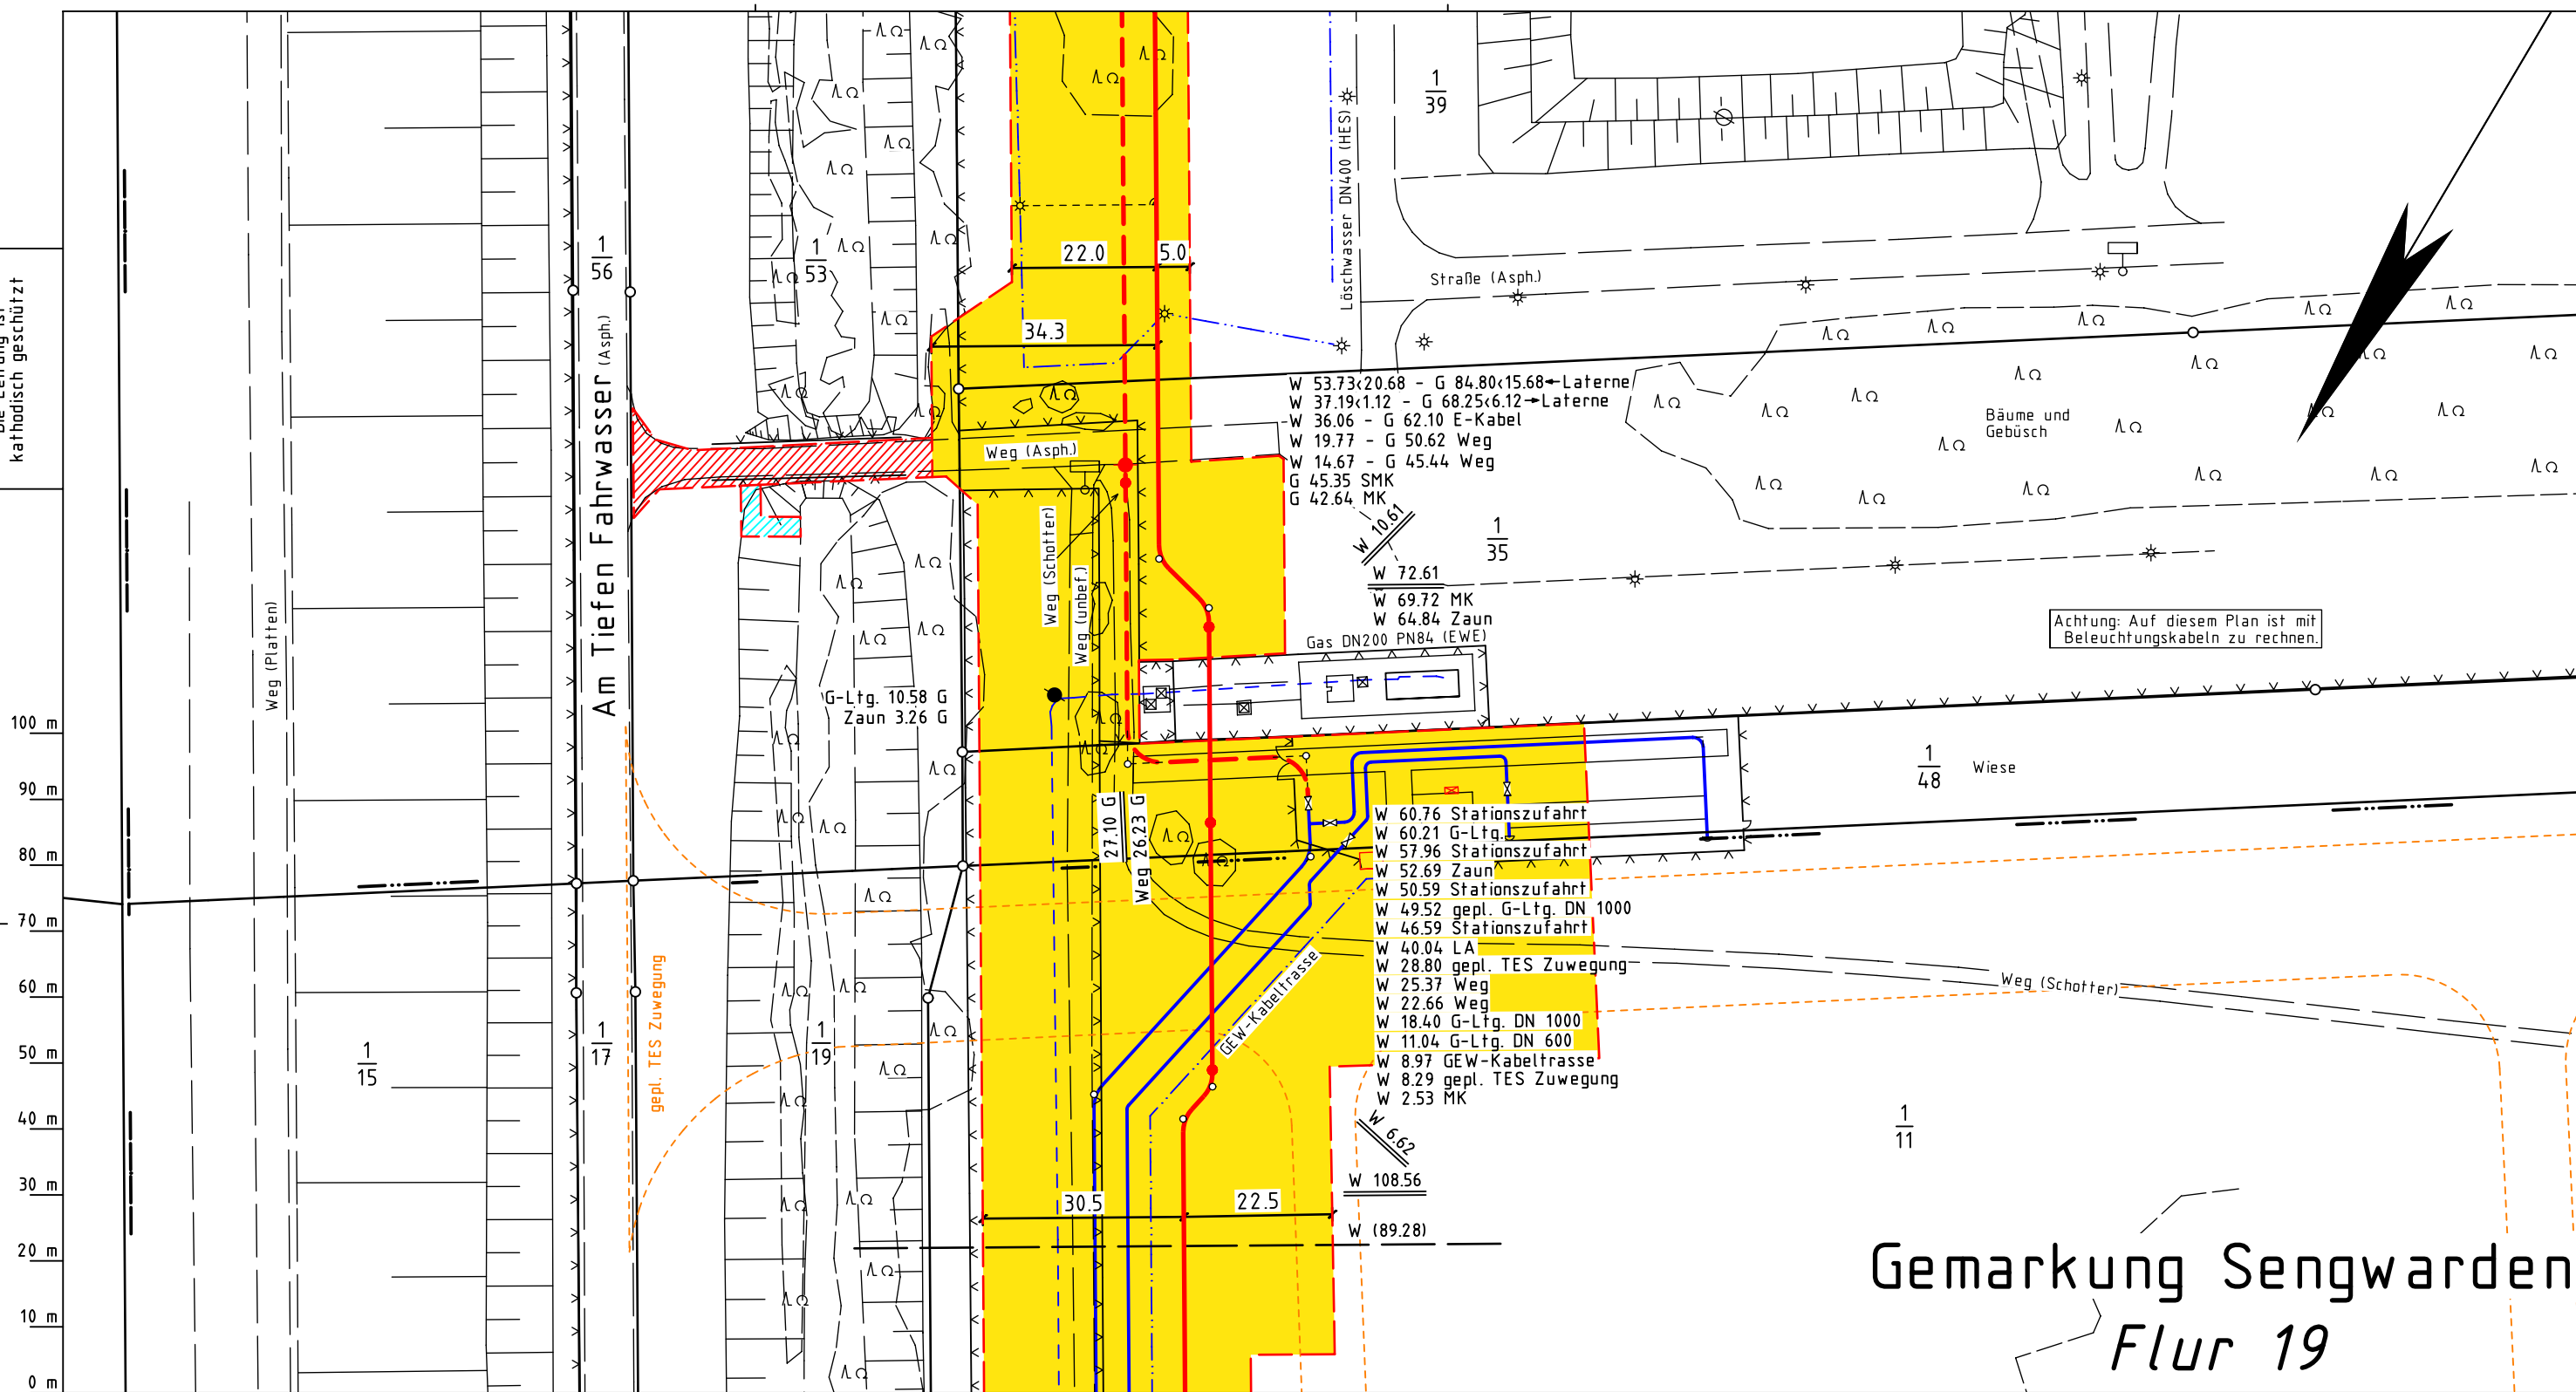 Die Leitung ist
kathodisch geschützt
100 m
90 m
80 m
70 m
60 m
50 m
40 m
30 m
20 m
10 m
0 m
Weg (Platten)
Am Tiefen Fahrwasser (Asph.)
1
56
1
53
1
39
22.0
5.0
34.3
Löschwasser DN400 (HES)
Straße (Asph.)
W 53.73<20.68 - G 84.80<15.68←Laterne
W 37.19<1.12 - G 68.25<6.12→Laterne
W 36.06 - G 62.10 E-Kabel
W 19.77 - G 50.62 Weg
W 14.67 - G 45.44 Weg
G 45.35 SMK
G 42.64 MK
W 10.61
W 72.61
W 69.72 MK
W 64.84 Zaun
Gas DN200 PN84 (EWE)
1
35
Bäume und
Gebüsch
Achtung: Auf diesem Plan ist mit
Beleuchtungskabeln zu rechnen.
Weg (Asph.)
Weg (Schotter)
Weg (unbef.)
G-Ltg. 10.58 G
Zaun 3.26 G
27.10 G
Weg 26.23 G
1
48
Wiese
W 60.76 Stationszufahrt
W 60.21 G-Ltg.
W 57.96 Stationszufahrt
W 52.69 Zaun
W 50.59 Stationszufahrt
W 49.52 gepl. G-Ltg. DN 1000
W 46.59 Stationszufahrt
W 40.04 LA
W 28.80 gepl. TES Zuwegung
W 25.37 Weg
W 22.66 Weg
W 18.40 G-Ltg. DN 1000
W 11.04 G-Ltg. DN 600
W 8.97 GEW-Kabeltrasse
W 8.29 gepl. TES Zuwegung
W 2.53 MK
W 6.62
W 108.56
W (89.28)
GEW-Kabeltrasse
Weg (Schotter)
gepl. TES Zuwegung
1
15
1
17
1
19
1
11
30.5
22.5
Gemarkung Sengwarden
Flur 19